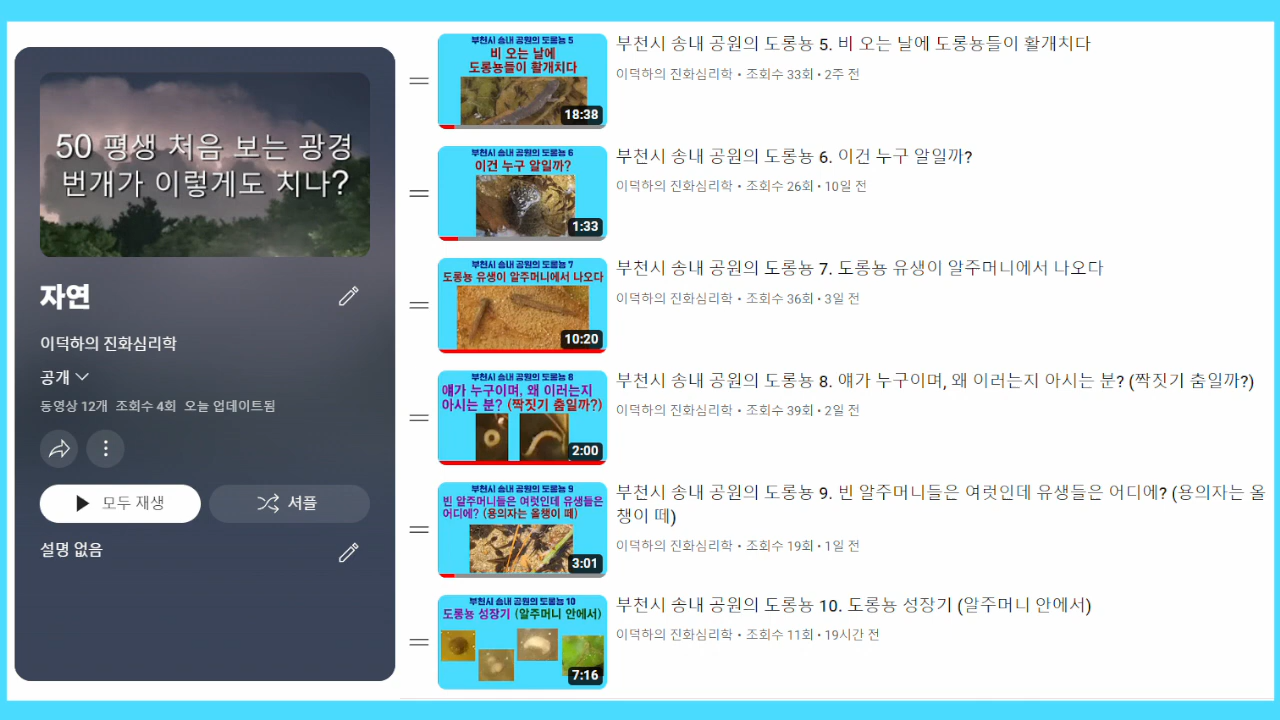 50 평생 처음 보는 광경
번개가 이렇게도 치나?
자연
이덕하의 진화심리학
공개
동영상 12개 조회수 4회 오늘 업데이트됨
모두 재생
셔플
설명 없음
부천시 송내 공원의 도롱뇽 5
비 오는 날에
도롱뇽들이 활개치다
18:38
부천시 송내 공원의 도롱뇽 5. 비 오는 날에 도롱뇽들이 활개치다
이덕하의 진화심리학 • 조회수 33회 • 2주 전
부천시 송내 공원의 도롱뇽 6
이건 누구 알일까?
1:33
부천시 송내 공원의 도롱뇽 6. 이건 누구 알일까?
이덕하의 진화심리학 • 조회수 26회 • 10일 전
부천시 송내 공원의 도롱뇽 7
도롱뇽 유생이 알주머니에서 나오다
10:20
부천시 송내 공원의 도롱뇽 7. 도롱뇽 유생이 알주머니에서 나오다
이덕하의 진화심리학 • 조회수 36회 • 3일 전
부천시 송내 공원의 도롱뇽 8
얘가 누구이며, 왜 이러는지
아시는 분? (짝짓기 춤일까?)
2:00
부천시 송내 공원의 도롱뇽 8. 얘가 누구이며, 왜 이러는지 아시는 분? (짝짓기 춤일까?)
이덕하의 진화심리학 • 조회수 39회 • 2일 전
부천시 송내 공원의 도롱뇽 9
빈 알주머니들은 여럿인데 유생들은
어디에? (용의자는 올챙이 떼)
3:01
부천시 송내 공원의 도롱뇽 9. 빈 알주머니들은 여럿인데 유생들은 어디에? (용의자는 올
챙이 떼)
이덕하의 진화심리학 • 조회수 19회 • 1일 전
부천시 송내 공원의 도롱뇽 10
도롱뇽 성장기 (알주머니 안에서)
7:16
부천시 송내 공원의 도롱뇽 10. 도롱뇽 성장기 (알주머니 안에서)
이덕하의 진화심리학 • 조회수 11회 • 19시간 전